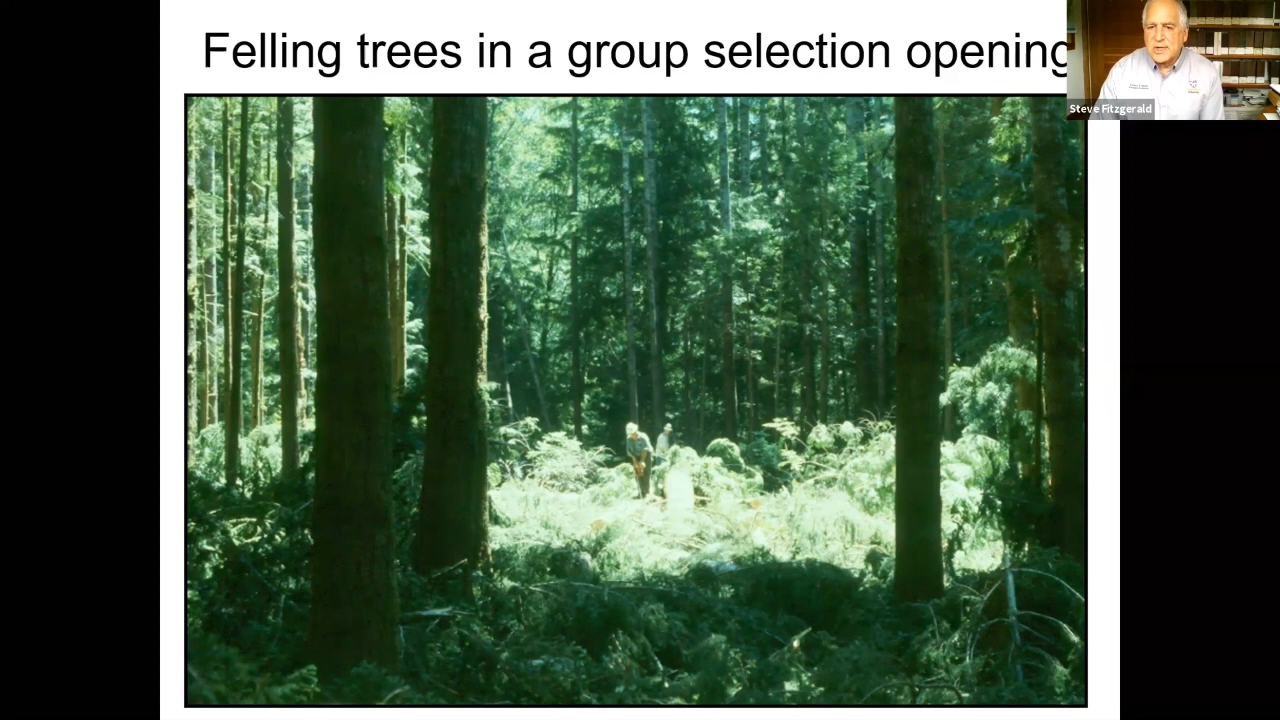 Felling trees in a group selection opening
Steve Fitzgerald